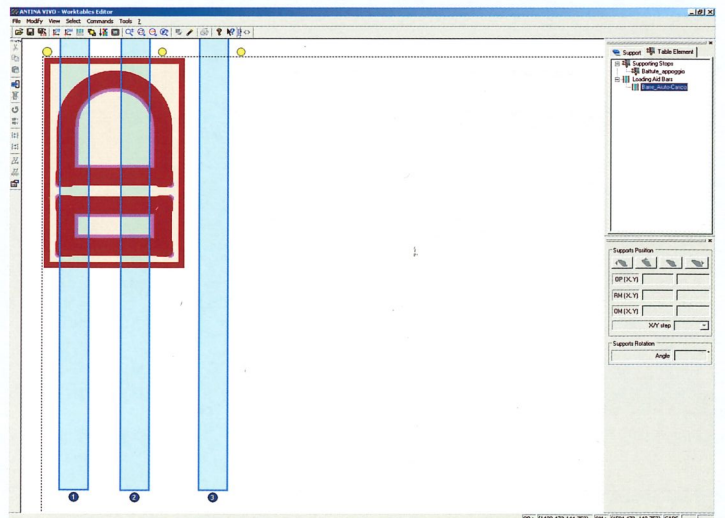 ANTINA VIVO - Worktables Editor
File Modify View Select Commands Tools ?
Support Table Element
Supporting Stops
Battute_appoggio
Loading Aid Bars
Barre_Aiuto-Carico
Supports Position
OP (X,Y)
RM (X,Y)
OM (X,Y)
X/Y step
Supports Rotation
Angle °
1 2 3